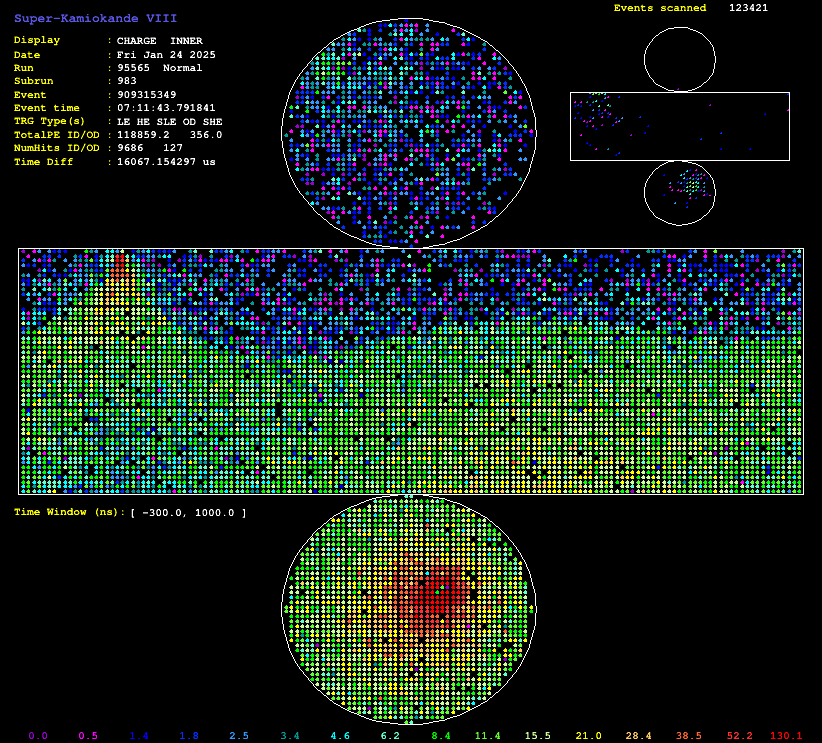 Super-Kamiokande VIII
Events scanned 123421
Display : CHARGE INNER
Date : Fri Jan 24 2025
Run : 95565 Normal
Subrun : 983
Event : 909315349
Event time : 07:11:43.791841
TRG Type(s) : LE HE SLE OD SHE
TotalPE ID/OD : 118859.2 356.0
NumHits ID/OD : 9686 127
Time Diff : 16067.154297 us
Time Window (ns): [ -300.0, 1000.0 ]
0.0 0.5 1.4 1.8 2.5 3.4 4.6 6.2 8.4 11.4 15.5 21.0 28.4 38.5 52.2 130.1